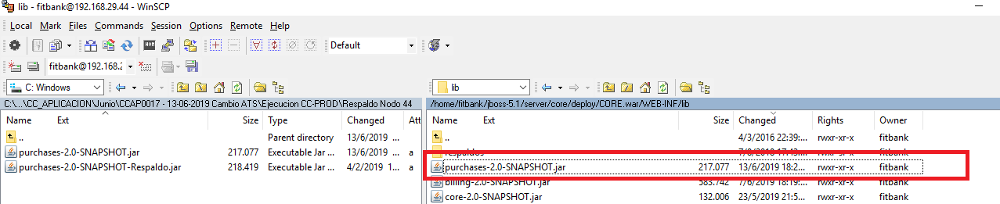 lib - fitbank@192.168.29.44 - WinSCP
Local Mark Files Commands Session Options Remote Help
Default
fitbank@192.168.2
C: Windows lib
C:\...\CC_APLICACION\Junio\CCAP0017 - 13-06-2019 Cambio ATS\Ejecucion CC-PROD\Respaldo Nodo 44 /home/fitbank/jboss-5.1/server/core/deploy/CORE.war/WEB-INF/lib
Name Ext Size Type Changed Att Name Ext Size Changed Rights Owner
.. Parent directory 13/6/2019 .. 4/3/2016 22:39:... rwxr-xr-x fitbank
purchases-2.0-SNAPSHOT.jar 217.077 Executable Jar ... 13/6/2019 ... a respaldos rwxr-xr-x fitbank
purchases-2.0-SNAPSHOT-Respaldo.jar 218.419 Executable Jar ... 4/2/2019 1... a purchases-2.0-SNAPSHOT.jar 217.077 13/6/2019 18:2... rwxr-xr-x fitbank
billing-2.0-SNAPSHOT.jar 583.742 7/6/2019 18:19:... rwxr-xr-x fitbank
core-2.0-SNAPSHOT.jar 132.006 23/5/2019 21:5... rwxr-xr-x fitbank